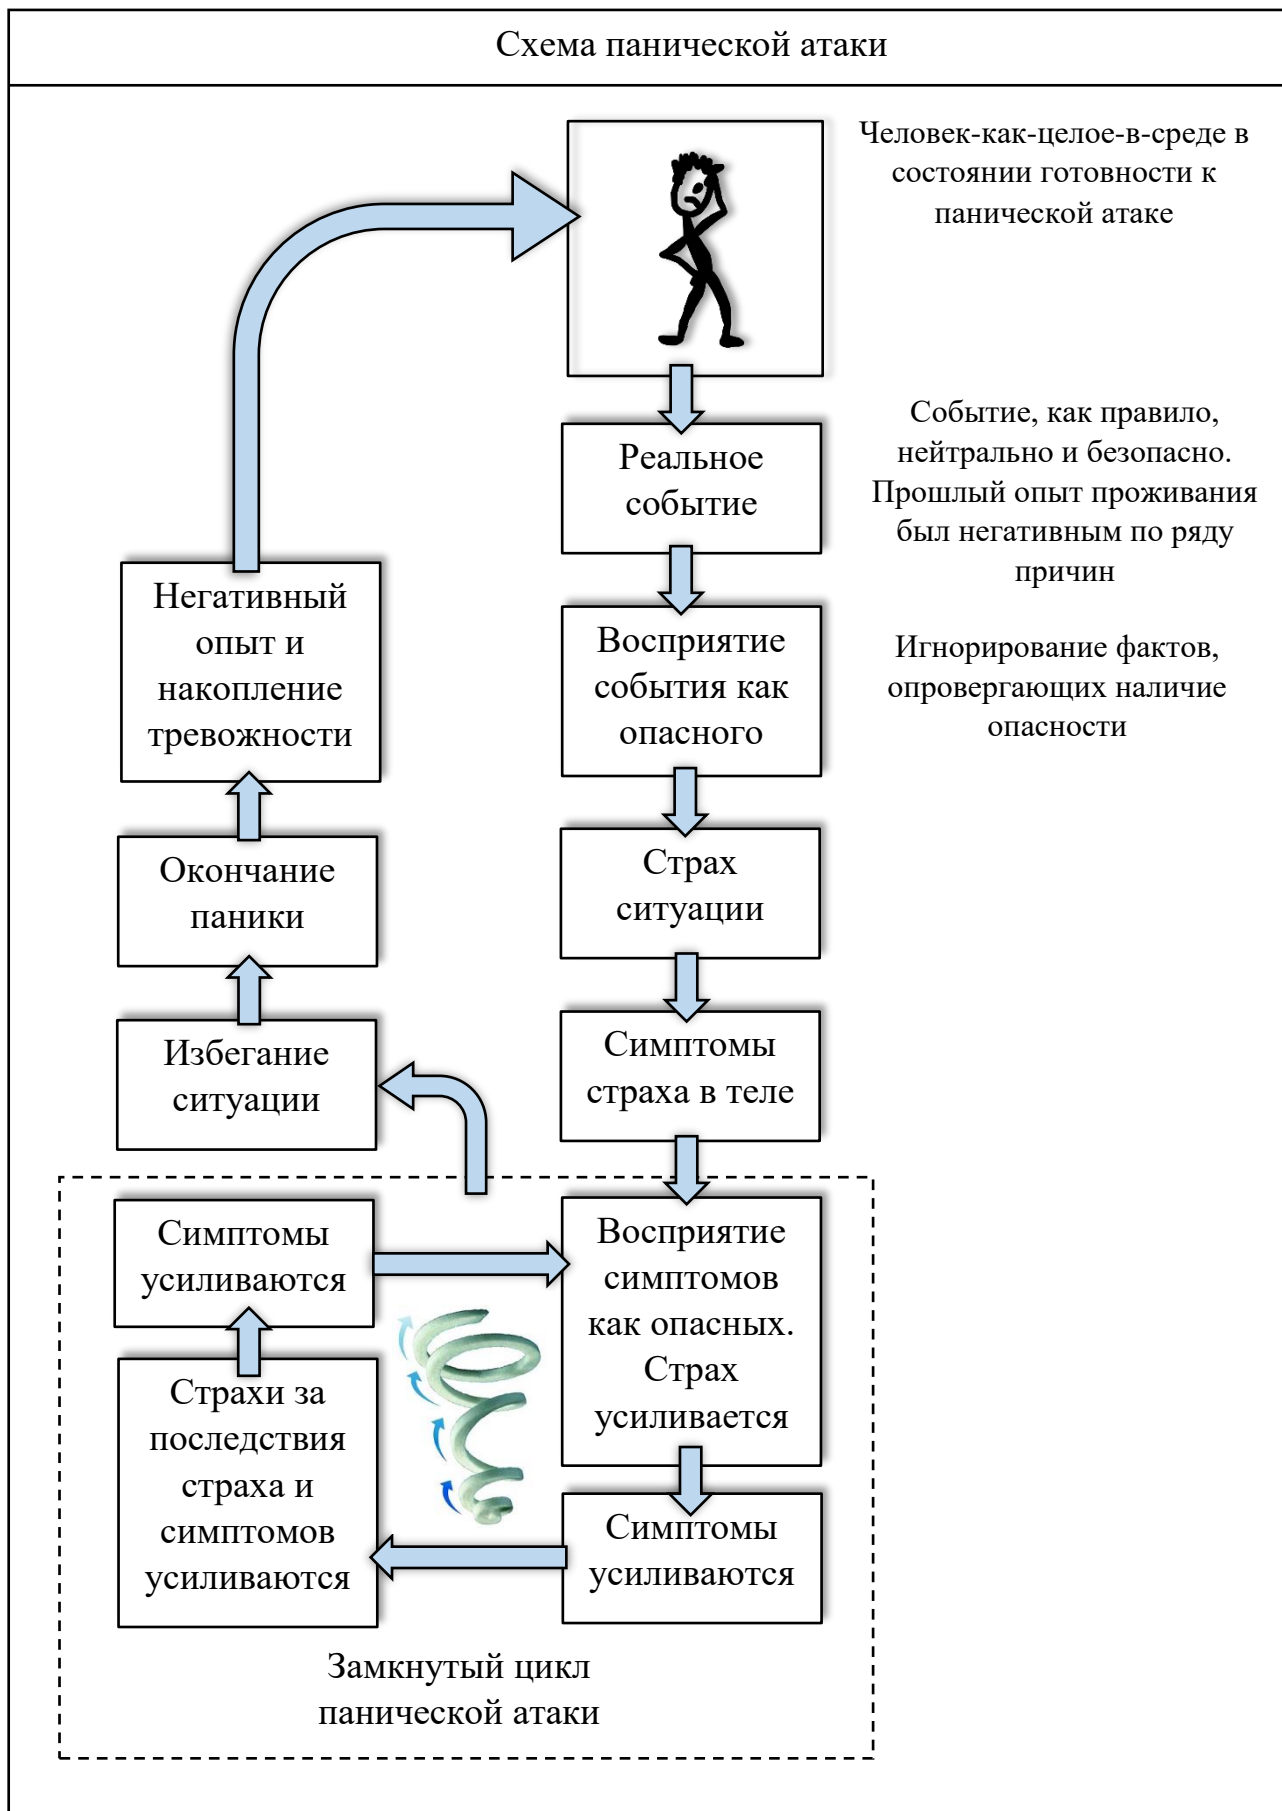 Схема панической атаки
Человек-как-целое-в-среде в
состоянии готовности к
панической атаке
Реальное
событие
Событие, как правило,
нейтрально и безопасно.
Прошлый опыт проживания
был негативным по ряду
причин
Восприятие
события как
опасного
Игнорирование фактов,
опровергающих наличие
опасности
Страх
ситуации
Симптомы
страха в теле
Восприятие
симптомов
как опасных.
Страх
усиливается
Симптомы
усиливаются
Страхи за
последствия
страха и
симптомов
усиливаются
Симптомы
усиливаются
Замкнутый цикл
панической атаки
Избегание
ситуации
Окончание
паники
Негативный
опыт и
накопление
тревожности